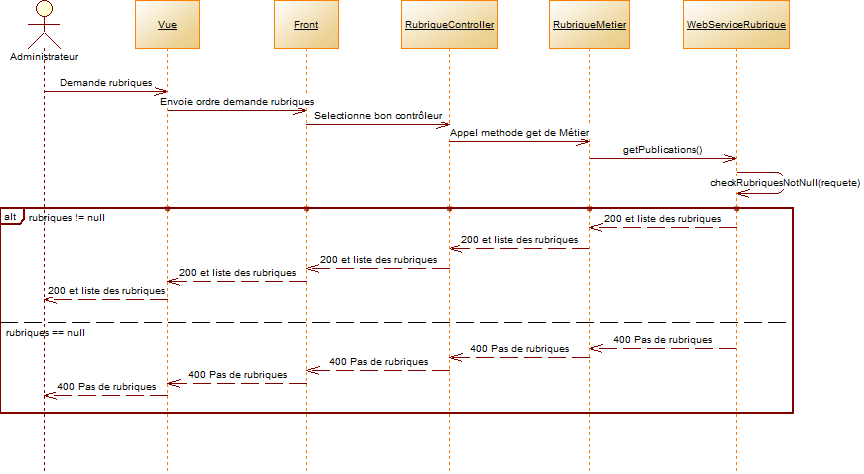 Vue
Front
RubriqueController
RubriqueMetier
WebServiceRubrique
Administrateur
Demande rubriques
Envoie ordre demande rubriques
Selectionne bon contrôleur
Appel methode get de Métier
getPublications()
checkRubriquesNotNull(requete)
alt
rubriques != null
200 et liste des rubriques
200 et liste des rubriques
200 et liste des rubriques
200 et liste des rubriques
200 et liste des rubriques
rubriques == null
400 Pas de rubriques
400 Pas de rubriques
400 Pas de rubriques
400 Pas de rubriques
400 Pas de rubriques